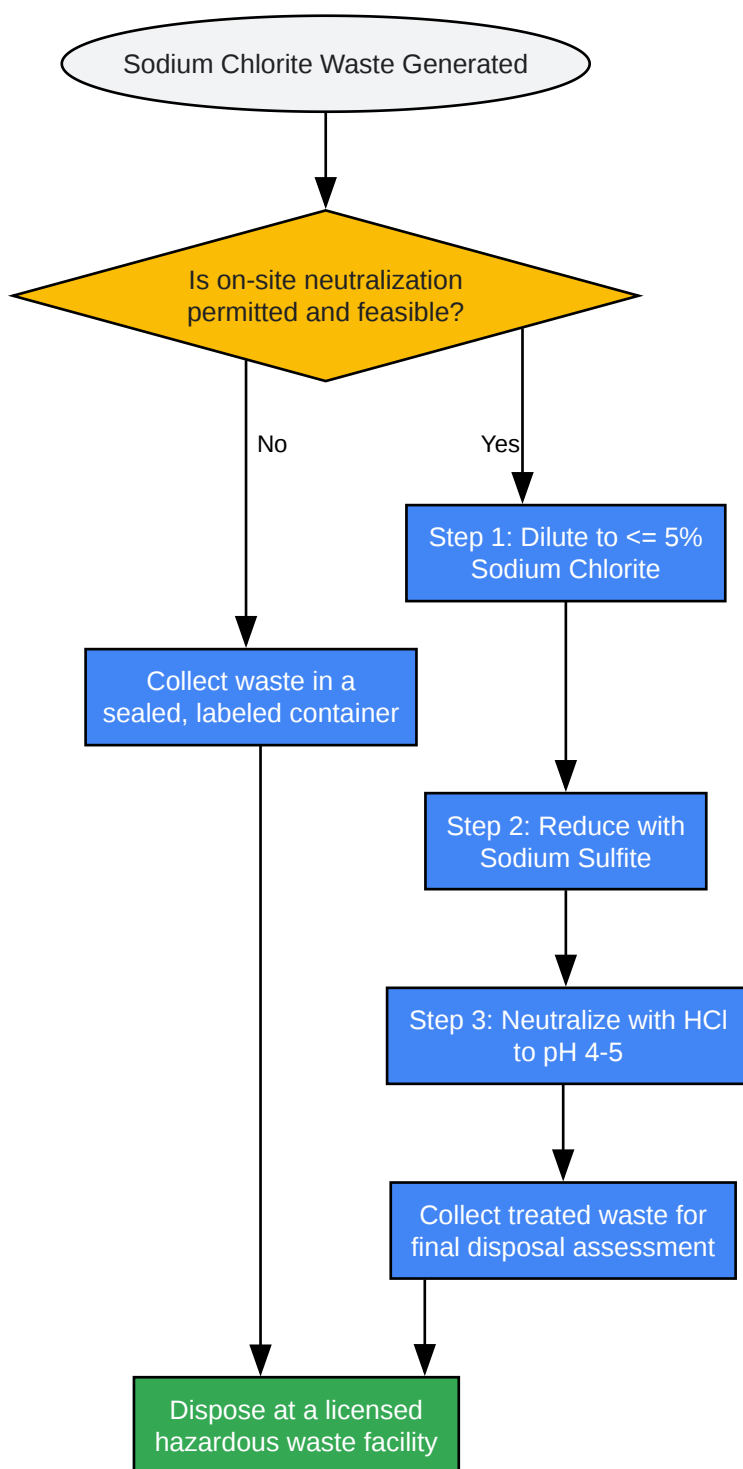 Sodium Chlorite Waste Generated
Is on-site neutralization
permitted and feasible?
No
Yes
Step 1: Dilute to <= 5%
Sodium Chlorite
Collect waste in a
sealed, labeled container
Step 2: Reduce with
Sodium Sulfite
Step 3: Neutralize with HCl
to pH 4-5
Collect treated waste for
final disposal assessment
Dispose at a licensed
hazardous waste facility